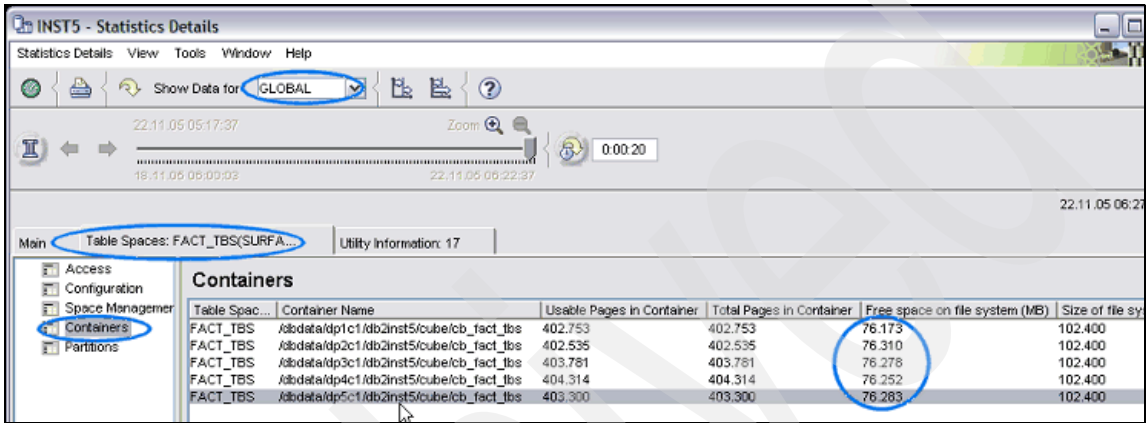 INST5 - Statistics Details
Statistics Details View Tools Window Help
Show Data for GLOBAL
22.11.05 05:17:37 Zoom
0:00:20
18.11.05 06:00:03 22.11.05 06:22:37
22.11.05 06:27
Main Table Spaces: FACT_TBS(SURFA... Utility Information: 17
Access
Configuration
Space Managemer
Containers
Partitions
Containers
Table Spac... Container Name Usable Pages in Container Total Pages in Container Free space on file system (MB) Size of file sy
FACT_TBS /dbdata/dp1c1/db2inst5/cube/cb_fact_tbs 402.753 402.753 76.173 102.400
FACT_TBS /dbdata/dp2c1/db2inst5/cube/cb_fact_tbs 402.535 402.535 76.310 102.400
FACT_TBS /dbdata/dp3c1/db2inst5/cube/cb_fact_tbs 403.781 403.781 76.278 102.400
FACT_TBS /dbdata/dp4c1/db2inst5/cube/cb_fact_tbs 404.314 404.314 76.252 102.400
FACT_TBS /dbdata/dp5c1/db2inst5/cube/cb_fact_tbs 403.300 403.300 76.283 102.400